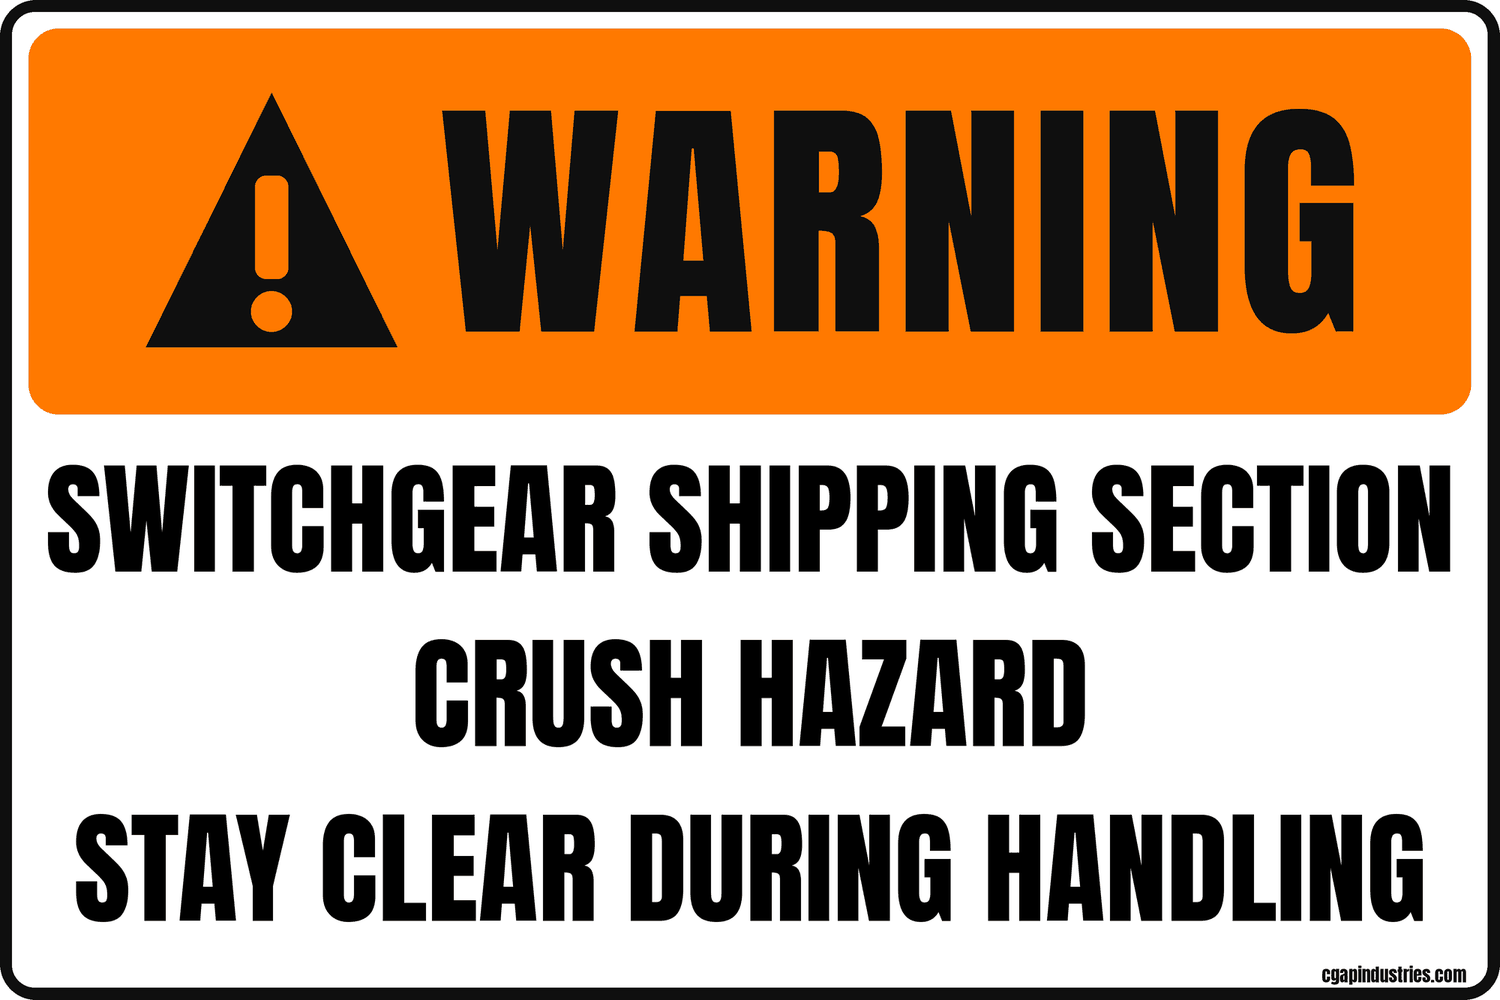 WARNING
SWITCHGEAR SHIPPING SECTION
CRUSH HAZARD
STAY CLEAR DURING HANDLING
cgapindustries.com